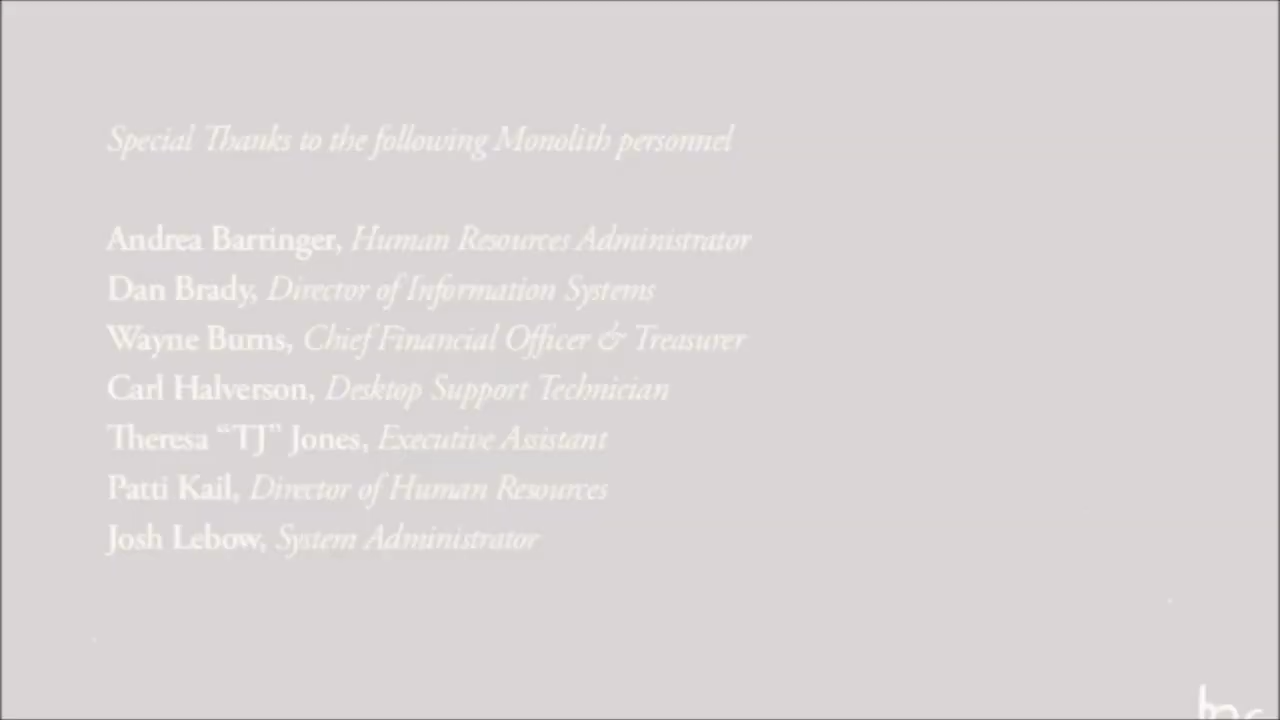 Special Thanks to the following Monolith personnel
Andrea Barringer, Human Resources Administrator
Dan Brady, Director of Information Systems
Wayne Burns, Chief Financial Officer & Treasurer
Carl Halverson, Desktop Support Technician
Theresa “TJ” Jones, Executive Assistant
Patti Kail, Director of Human Resources
Josh Lebow, System Administrator